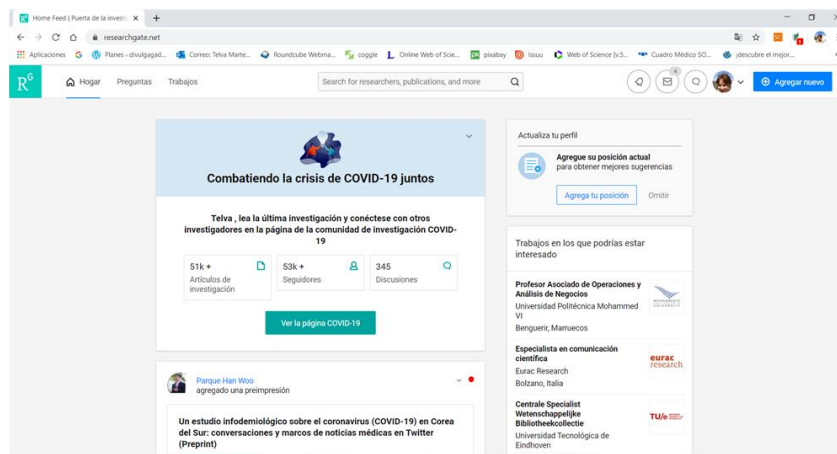 Home Feed | Puerta de la investi
researchgate.net
Aplicaciones
Planes - divulgagad...
Correo: Telva Marte...
Roundcube Webma...
coggle
Online Web of Scie...
pixabay
Issuu
Web of Science [v.5...
Cuadro Médico SO...
¡descubre el mejor...
RG
Hogar
Preguntas
Trabajos
Search for researchers, publications, and more
4
Agregar nuevo
Combatiendo la crisis de COVID-19 juntos
Telva , lea la última investigación y conéctese con otros
investigadores en la página de la comunidad de investigación COVID-
19
51k +
Artículos de
investigación
53k +
Seguidores
345
Discusiones
Ver la página COVID-19
Parque Han Woo
agregado una preimpresión
Un estudio infodemiológico sobre el coronavirus (COVID-19) en Corea
del Sur: conversaciones y marcos de noticias médicas en Twitter
(Preprint)
Actualiza tu perfil
Agregue su posición actual
para obtener mejores sugerencias
Agrega tu posición
Omitir
Trabajos en los que podrías estar
interesado
Profesor Asociado de Operaciones y
Análisis de Negocios
Universidad Politécnica Mohammed
VI
Benguerir, Marruecos
Especialista en comunicación
científica
Eurac Research
Bolzano, Italia
eurac
research
Centrale Specialist
Wetenschappelijke
Bibliotheekcollectie
Universidad Tecnológica de
Eindhoven
TU/e